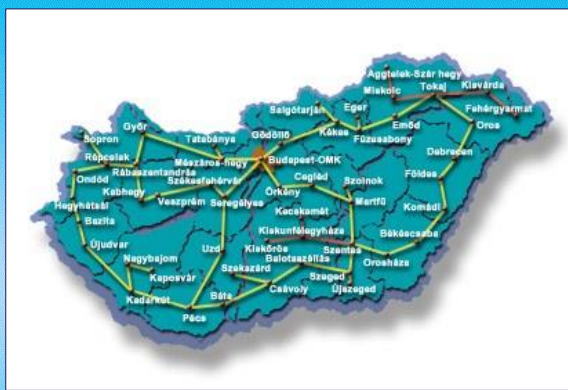 Aggtelek-Szár hegy
Miskolc
Tokaj
Kisvárda
Fehérgyarmat
Salgótarján
Eger
Győr
Tatabánya
Gödöllő
Kékes
Füzesabony
Emőd
Oros
Sopron
Répcelak
Mészáros-hegy
Budapest-OMK
Debrecen
Rábaszentandrás
Ondód
Székesfehérvár
Cegléd
Szolnok
Földes
Kabhegy
Veszprém
Seregélyes
Örkény
Martfű
Hegyhátsál
Kecskemét
Komádi
Bazita
Kiskunfélegyháza
Békéscsaba
Újudvar
Uzd
Kiskőrös
Szentes
Nagybajom
Balotaszállás
Orosháza
Kaposvár
Szekszárd
Szeged
Kadarkút
Báta
Csávoly
Újszeged
Pécs